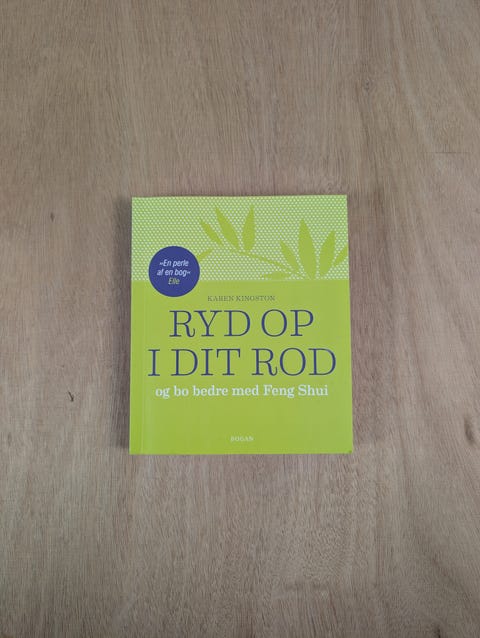 »En perle
af en bog«
Elle
KAREN KINGSTON
RYD OP
I DIT ROD
og bo bedre med Feng Shui
BOGAN